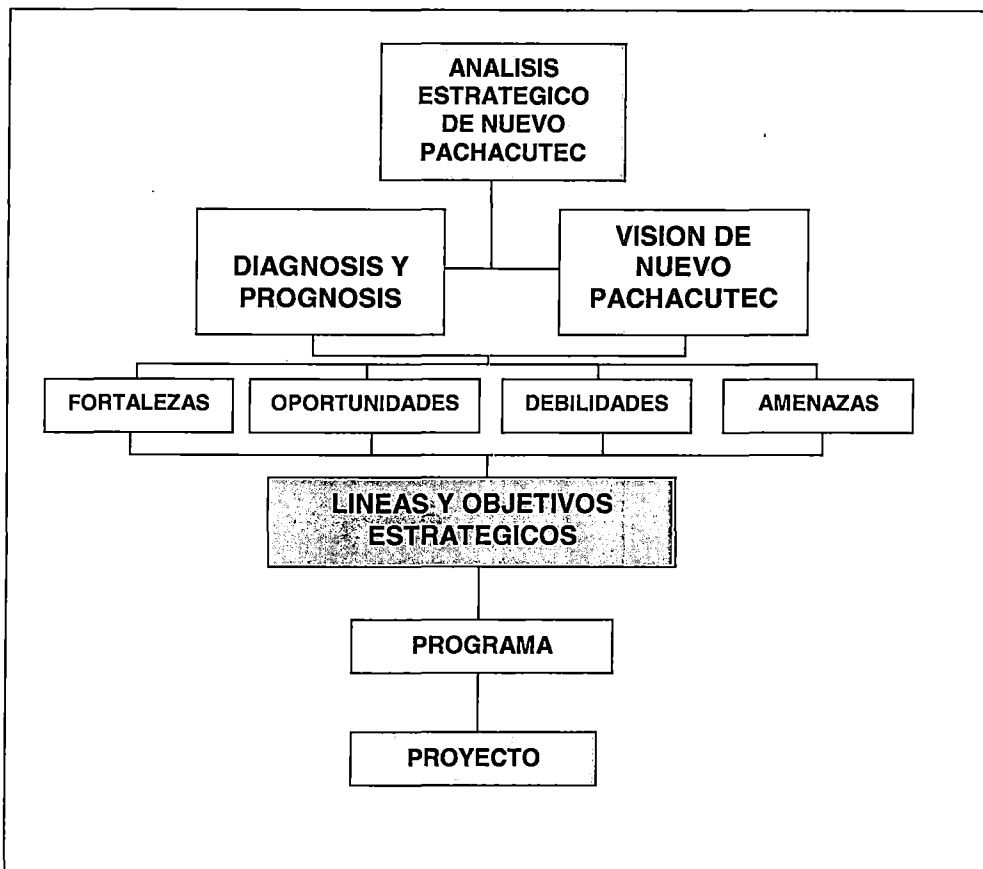 ANALISIS
ESTRATEGICO
DE NUEVO
PACHACUTEC
DIAGNOSIS Y
PROGNOSIS
VISION DE
NUEVO
PACHACUTEC
FORTALEZAS
OPORTUNIDADES
DEBILIDADES
AMENAZAS
LINEAS Y OBJETIVOS
ESTRATEGICOS
PROGRAMA
PROYECTO